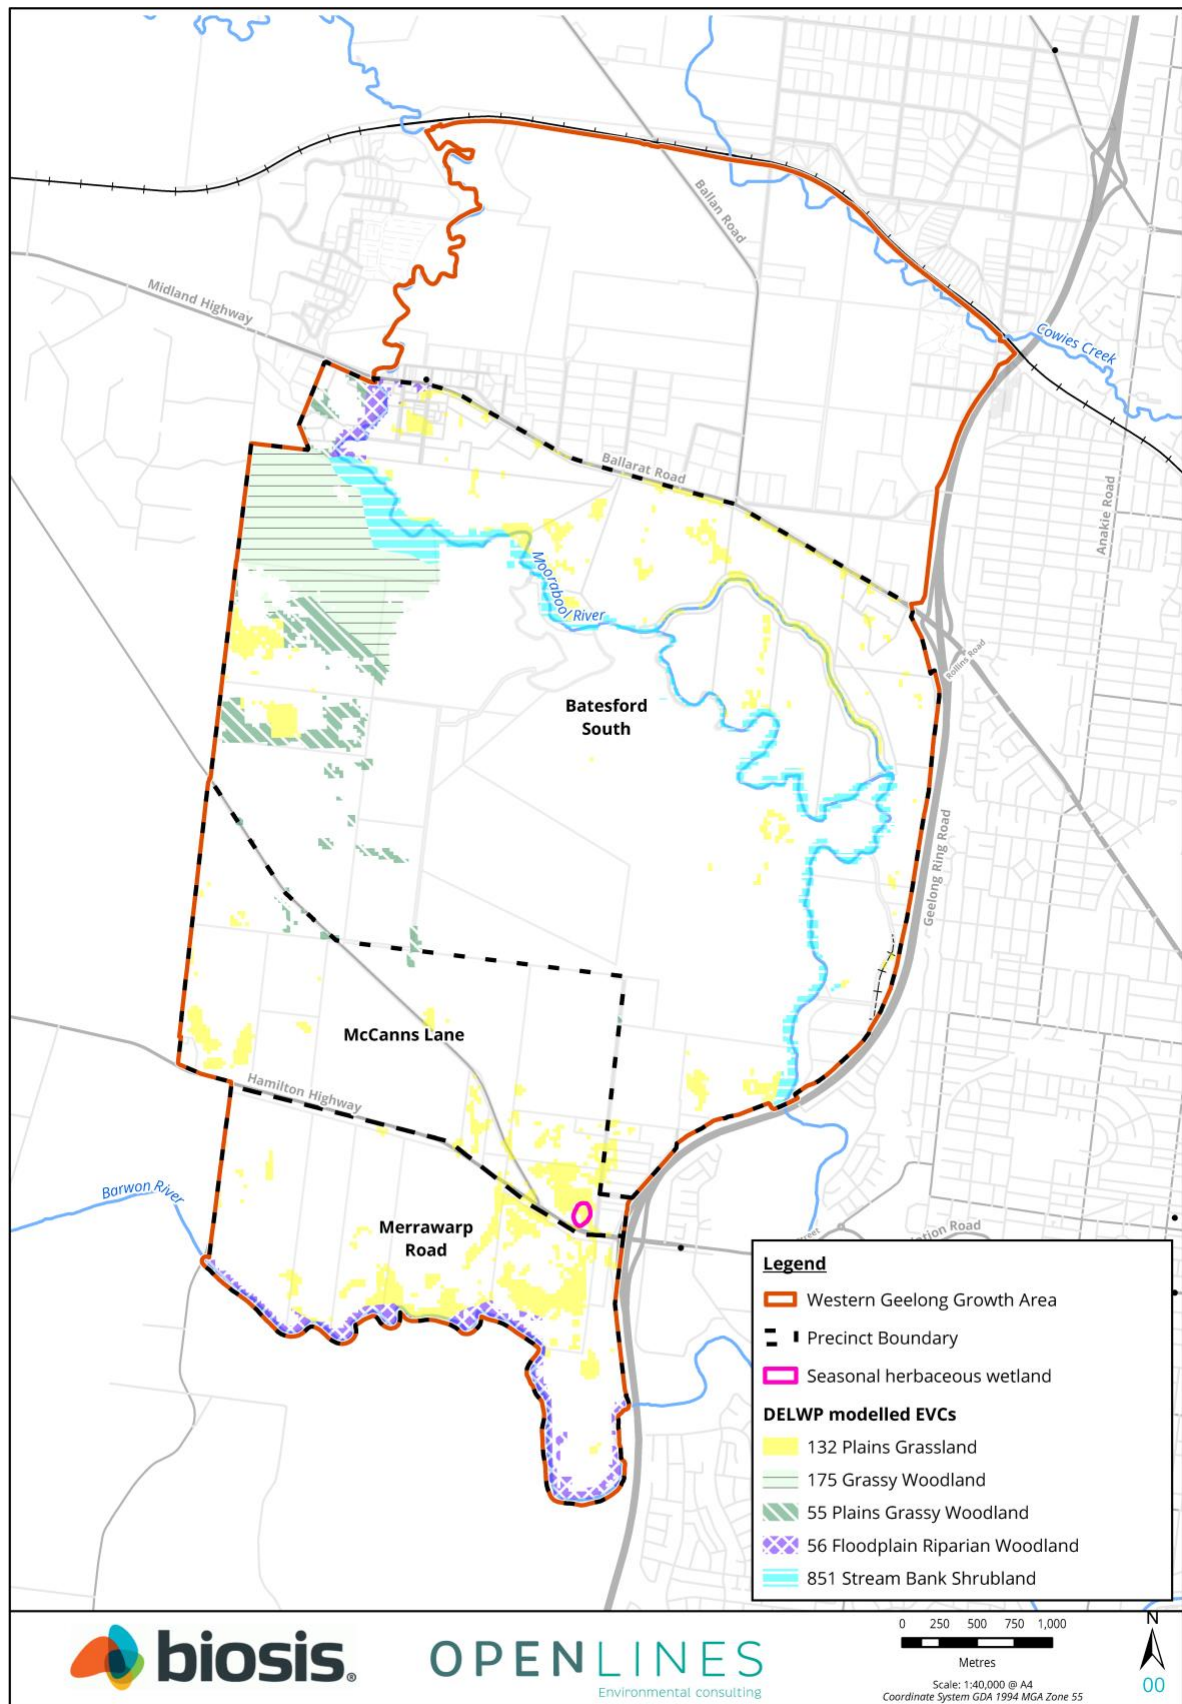 Ballan Road
Midland Highway
Cowies Creek
Ballarat Road
Anakie Road
Moorabool River
Rollins Road
Batesford
South
Geelong Ring Road
McCanns Lane
Hamilton Highway
Barwon River
Merrawarp
Road
Road
Legend
Western Geelong Growth Area
Precinct Boundary
Seasonal herbaceous wetland
DELWP modelled EVCs
132 Plains Grassland
175 Grassy Woodland
55 Plains Grassy Woodland
56 Floodplain Riparian Woodland
851 Stream Bank Shrubland
biosis®
OPENLINES
Environmental consulting
0 250 500 750 1,000
Metres
Scale: 1:40,000 @ A4
Coordinate System GDA 1994 MGA Zone 55
N
00